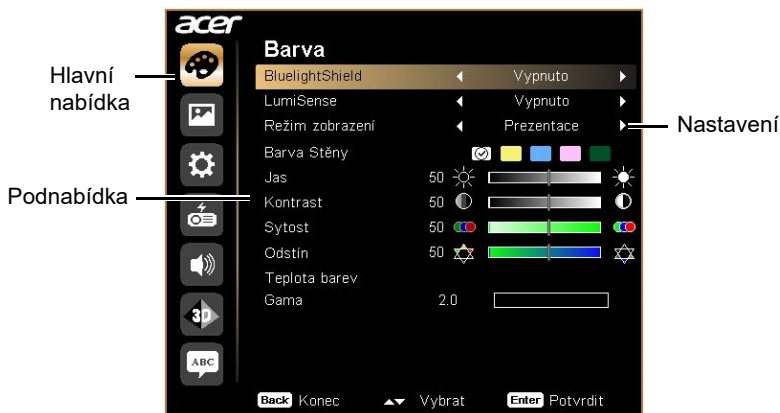 acer
Barva
BluelightShield Vypnuto
LumiSense Vypnuto
Režim zobrazení Prezentace
Barva Stěny
Jas 50
Kontrast 50
Sytost 50
Odstín 50
Teplota barev
Gama 2.0
3D
ABC
Back Konec Vybrat Enter Potvrdit
Hlavní
nabídka
Podnabídka
Nastavení